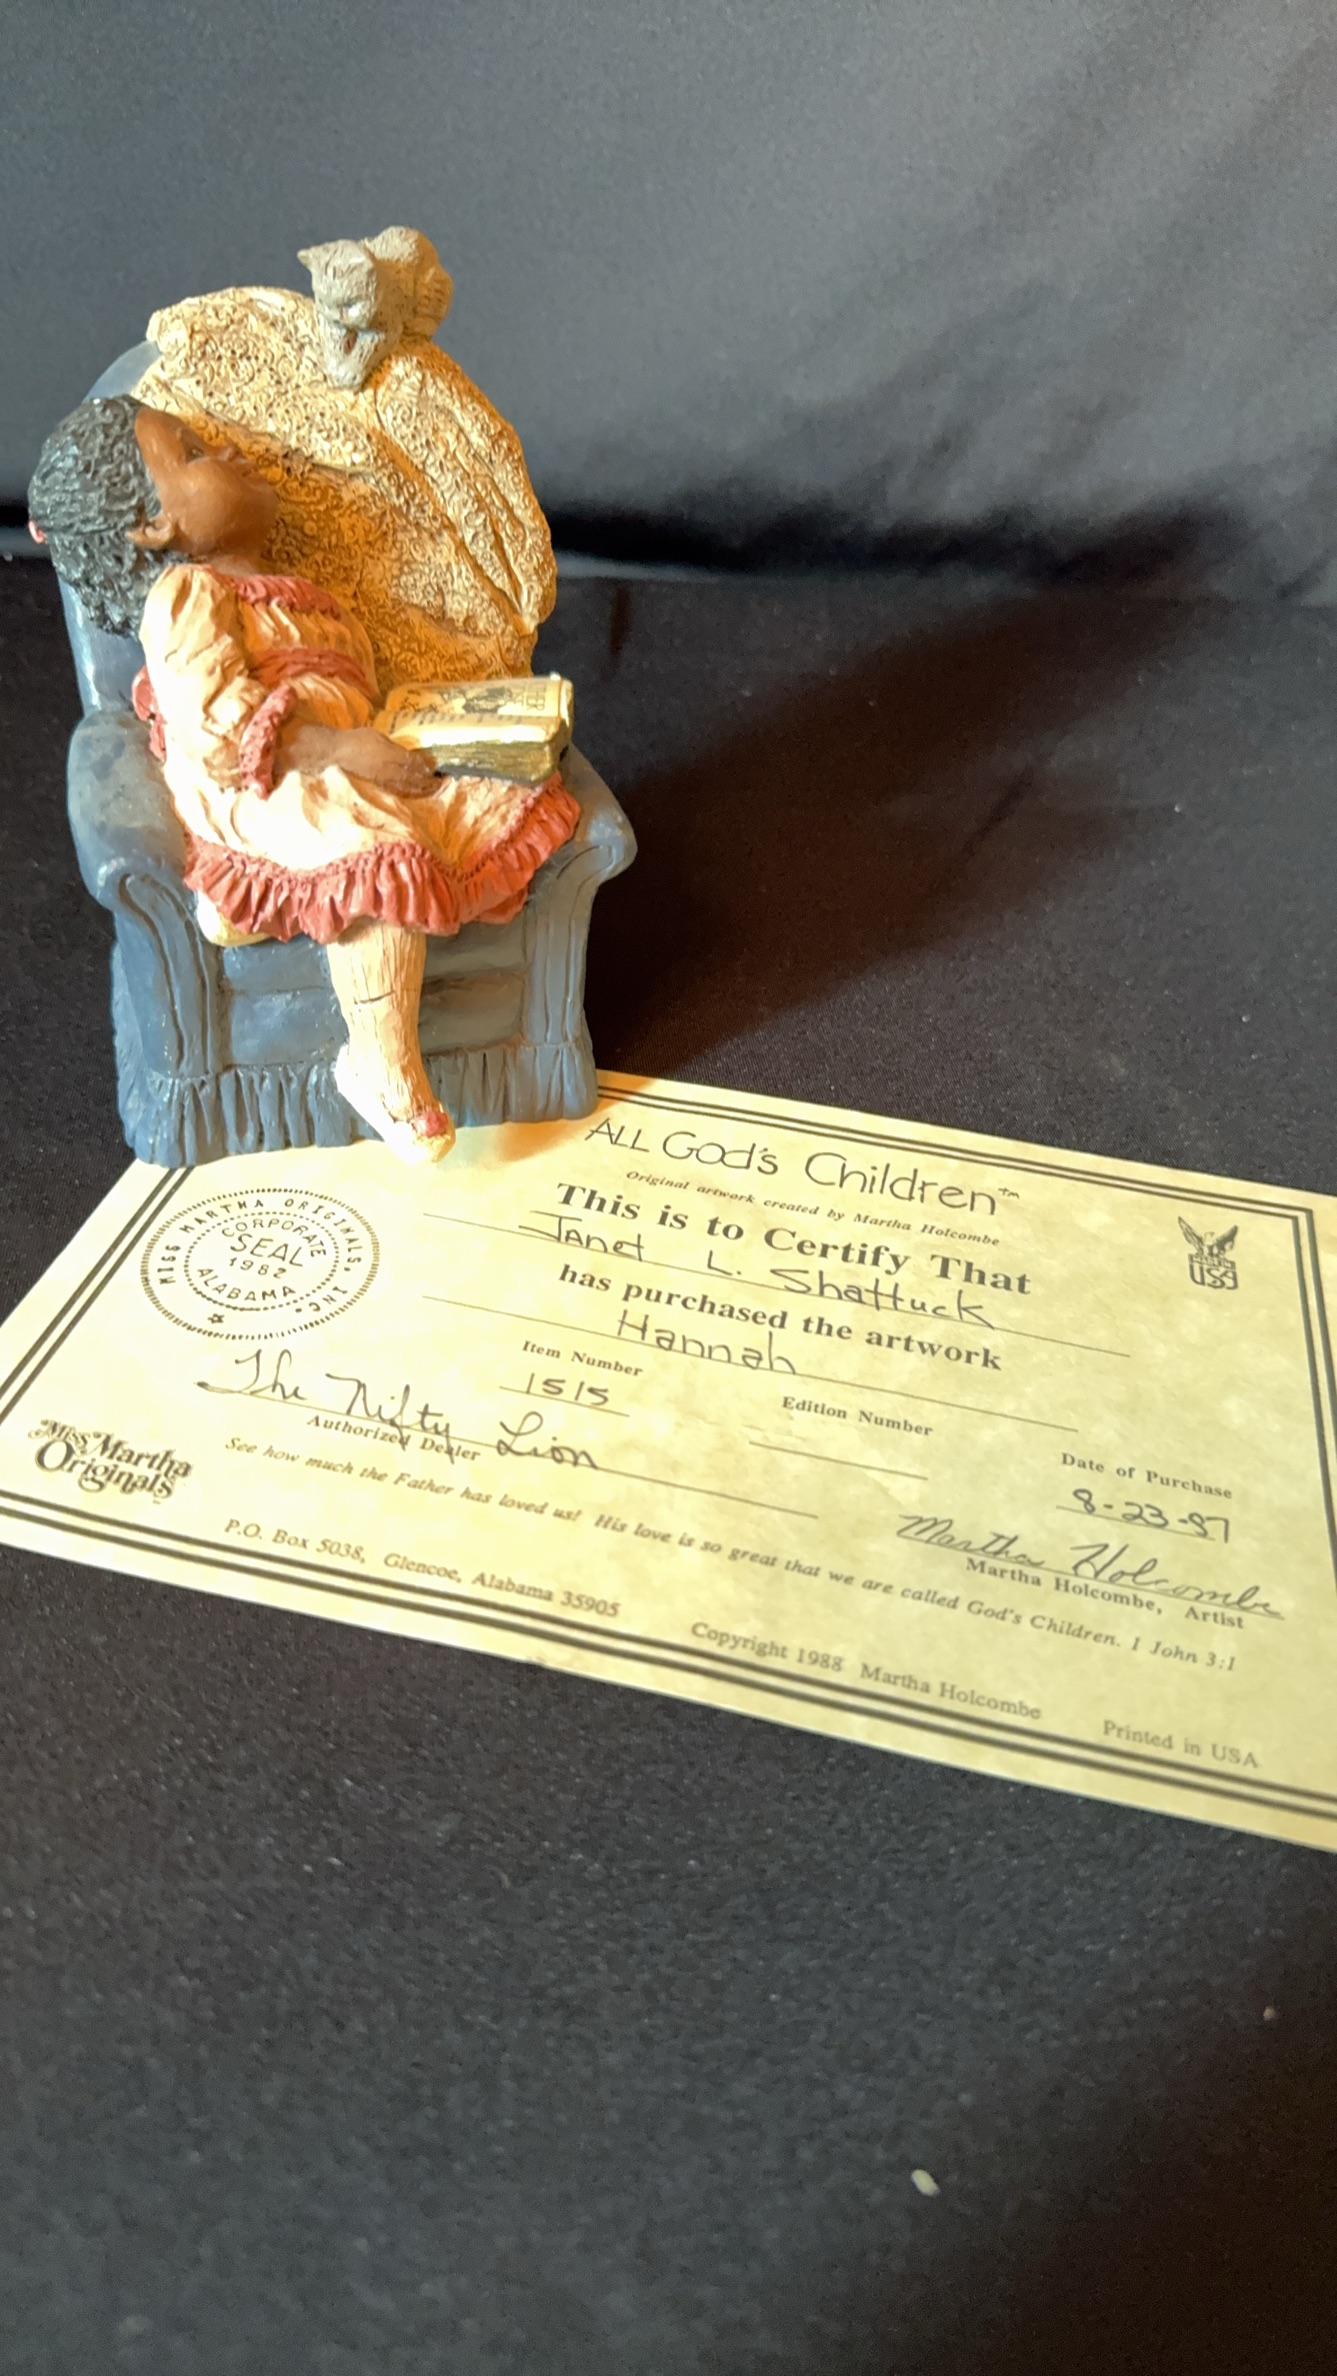 ALL GOD'S Children™
Original artwork created by Martha Holcombe
This is to Certify That
Janet L. Shattuck
has purchased the artwork
Hannah
MISS MARTHA ORIGINALS, INC.
CORPORATE
SEAL
1982
ALABAMA
USA
Item Number
1515
Edition Number
Date of Purchase
8-23-97
The Nifty Lion
Authorized Dealer
Martha Holcombe
Martha Holcombe, Artist
Miss Martha
Originals
See how much the Father has loved us! His love is so great that we are called God's Children. 1 John 3:1
P.O. Box 5038, Glencoe, Alabama 35905
Copyright 1988 Martha Holcombe
Printed in USA